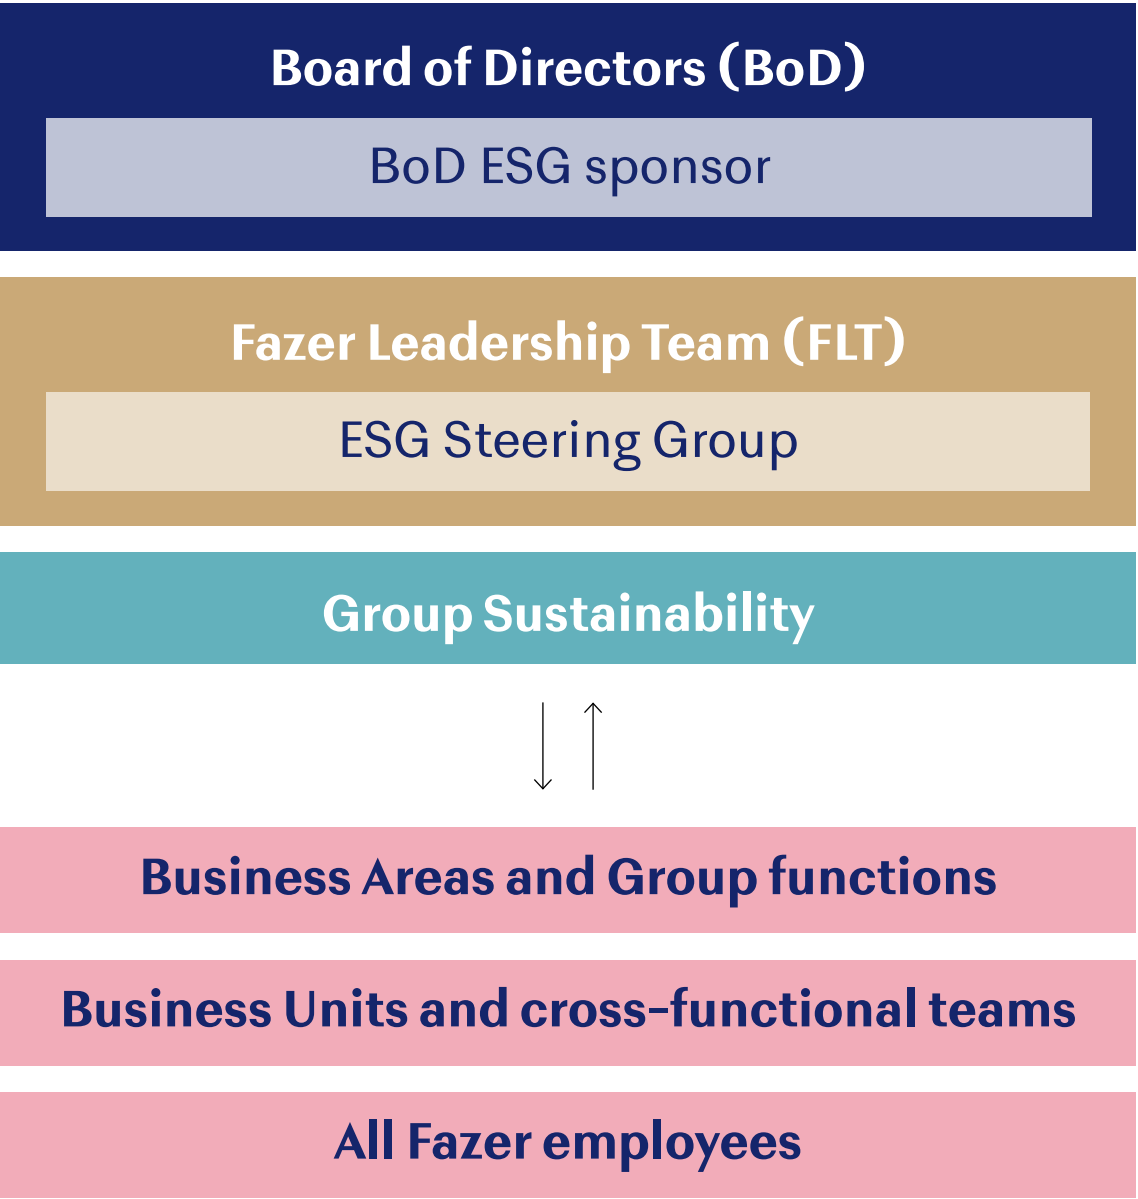 Board of Directors (BoD)
BoD ESG sponsor
Fazer Leadership Team (FLT)
ESG Steering Group
Group Sustainability
Business Areas and Group functions
Business Units and cross-functional teams
All Fazer employees